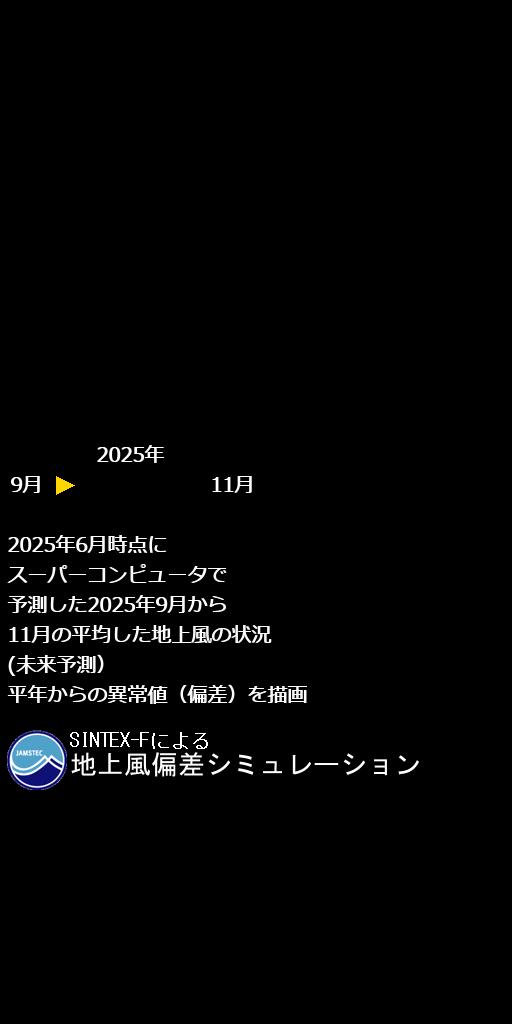 2025年
9月 ▶ 11月
2025年6月時点に
スーパーコンピュータで
予測した2025年9月から
11月の平均した地上風の状況
(未来予測)
平年からの異常値（偏差）を描画
JAMSTEC
SINTEX-Fによる
地上風偏差シミュレーション